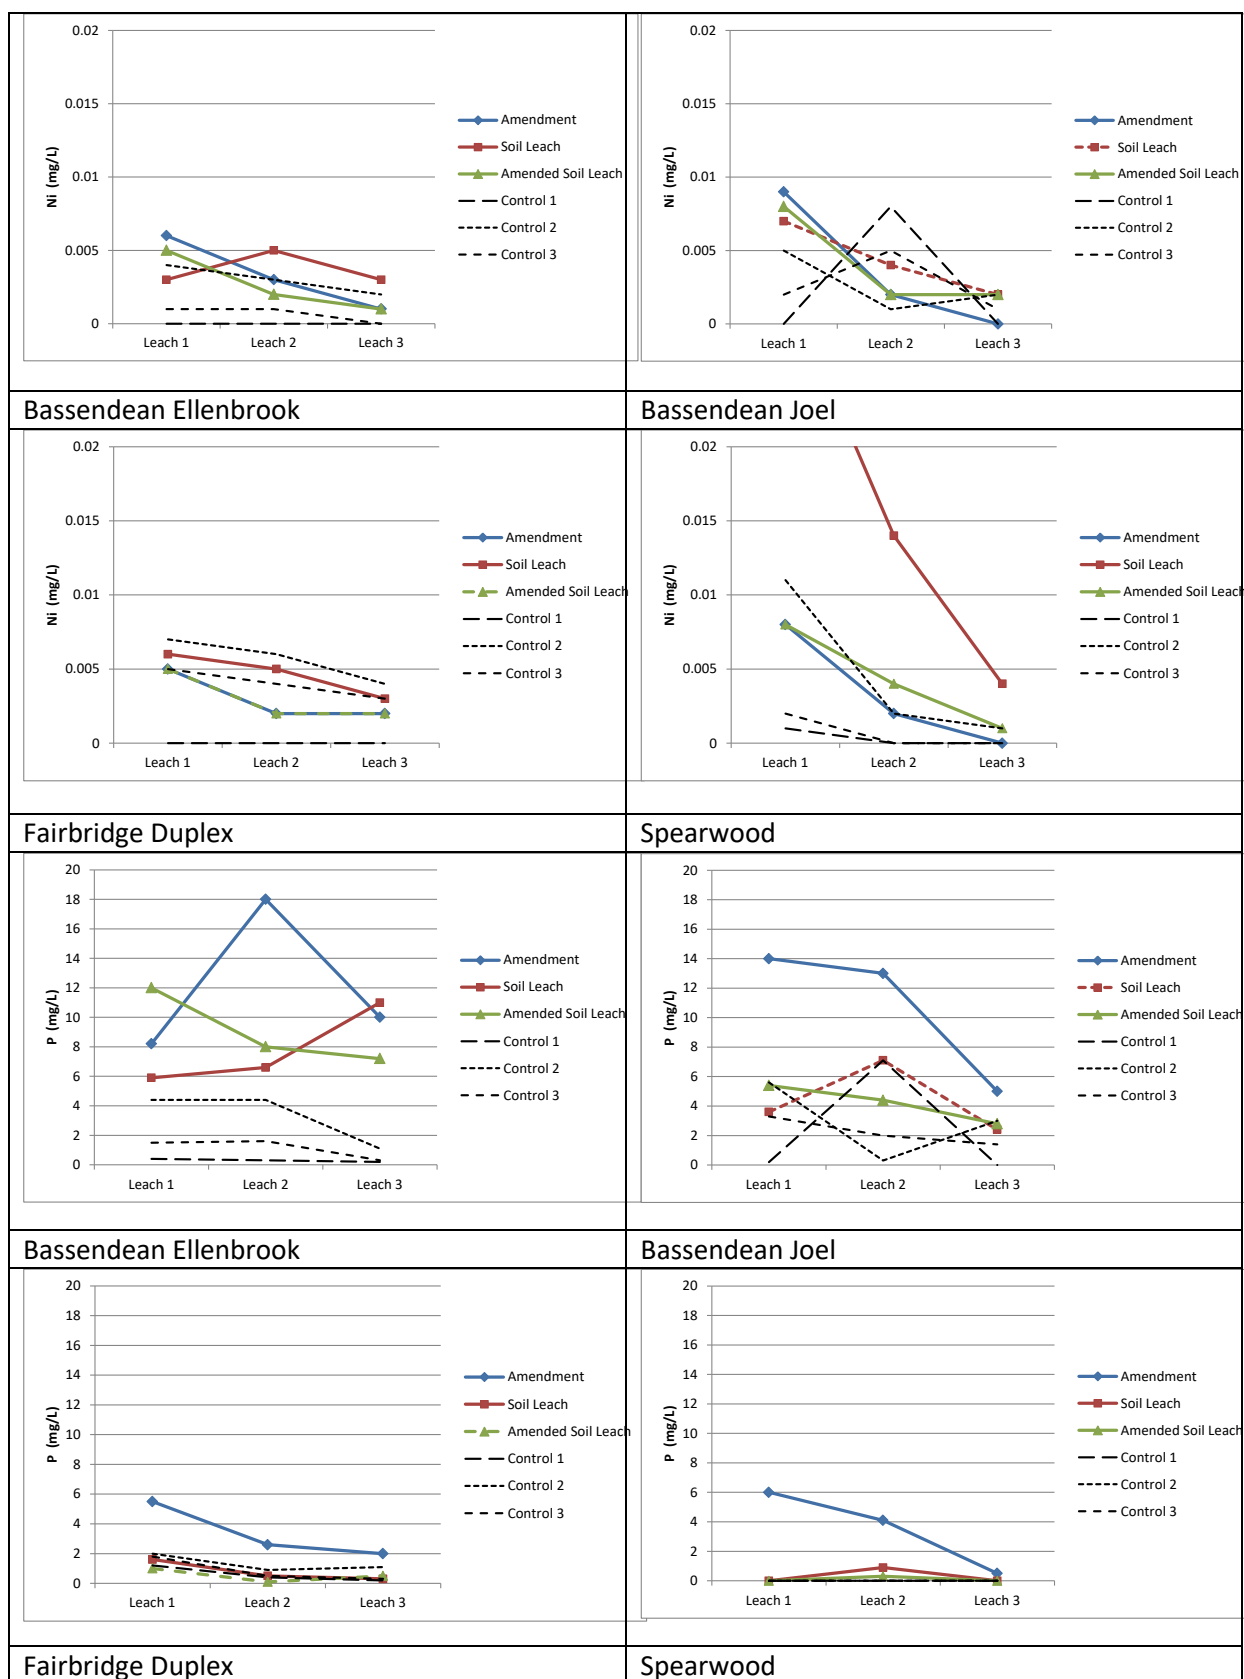 0.02
0.015
0.01
0.005
0
Ni (mg/L)
Leach 1 Leach 2 Leach 3
Amendment
Soil Leach
Amended Soil Leach
Control 1
Control 2
Control 3
0.02
0.015
0.01
0.005
0
Ni (mg/L)
Leach 1 Leach 2 Leach 3
Amendment
Soil Leach
Amended Soil Leach
Control 1
Control 2
Control 3
Bassendean Ellenbrook
Bassendean Joel
0.02
0.015
0.01
0.005
0
Ni (mg/L)
Leach 1 Leach 2 Leach 3
Amendment
Soil Leach
Amended Soil Leach
Control 1
Control 2
Control 3
0.02
0.015
0.01
0.005
0
Ni (mg/L)
Leach 1 Leach 2 Leach 3
Amendment
Soil Leach
Amended Soil Leach
Control 1
Control 2
Control 3
Fairbridge Duplex
Spearwood
20
18
16
14
12
10
8
6
4
2
0
P (mg/L)
Leach 1 Leach 2 Leach 3
Amendment
Soil Leach
Amended Soil Leach
Control 1
Control 2
Control 3
20
18
16
14
12
10
8
6
4
2
0
P (mg/L)
Leach 1 Leach 2 Leach 3
Amendment
Soil Leach
Amended Soil Leach
Control 1
Control 2
Control 3
Bassendean Ellenbrook
Bassendean Joel
20
18
16
14
12
10
8
6
4
2
0
P (mg/L)
Leach 1 Leach 2 Leach 3
Amendment
Soil Leach
Amended Soil Leach
Control 1
Control 2
Control 3
20
18
16
14
12
10
8
6
4
2
0
P (mg/L)
Leach 1 Leach 2 Leach 3
Amendment
Soil Leach
Amended Soil Leach
Control 1
Control 2
Control 3
Fairbridge Duplex
Spearwood